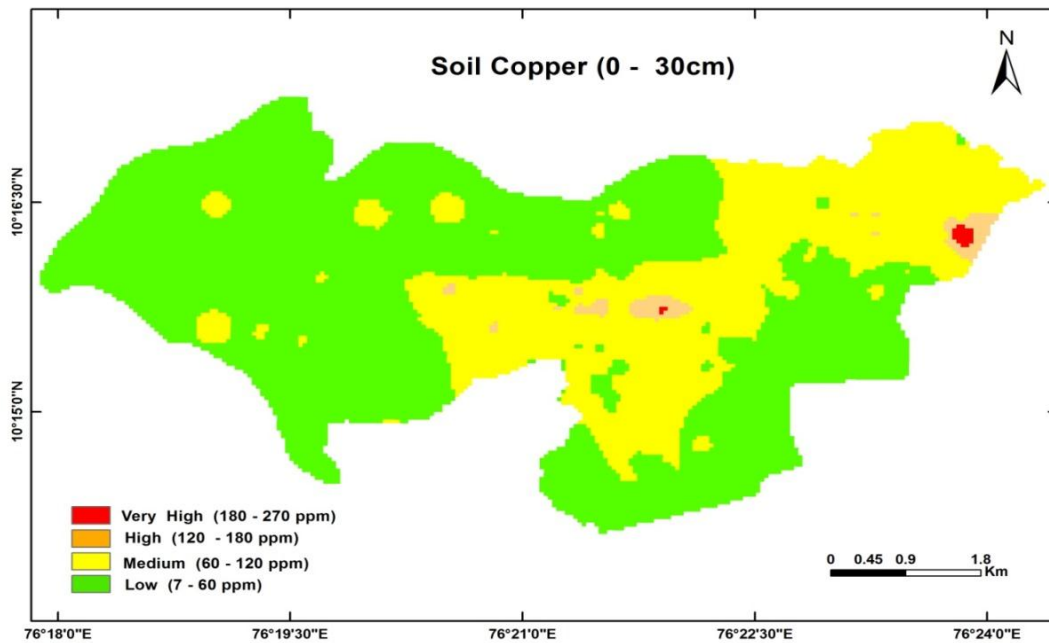 Soil Copper (0 - 30cm)
N
10°16'30"N
10°15'0"N
Very High (180 - 270 ppm)
High (120 - 180 ppm)
Medium (60 - 120 ppm)
Low (7 - 60 ppm)
0 0.45 0.9 1.8
Km
76°18'0"E 76°19'30"E 76°21'0"E 76°22'30"E 76°24'0"E